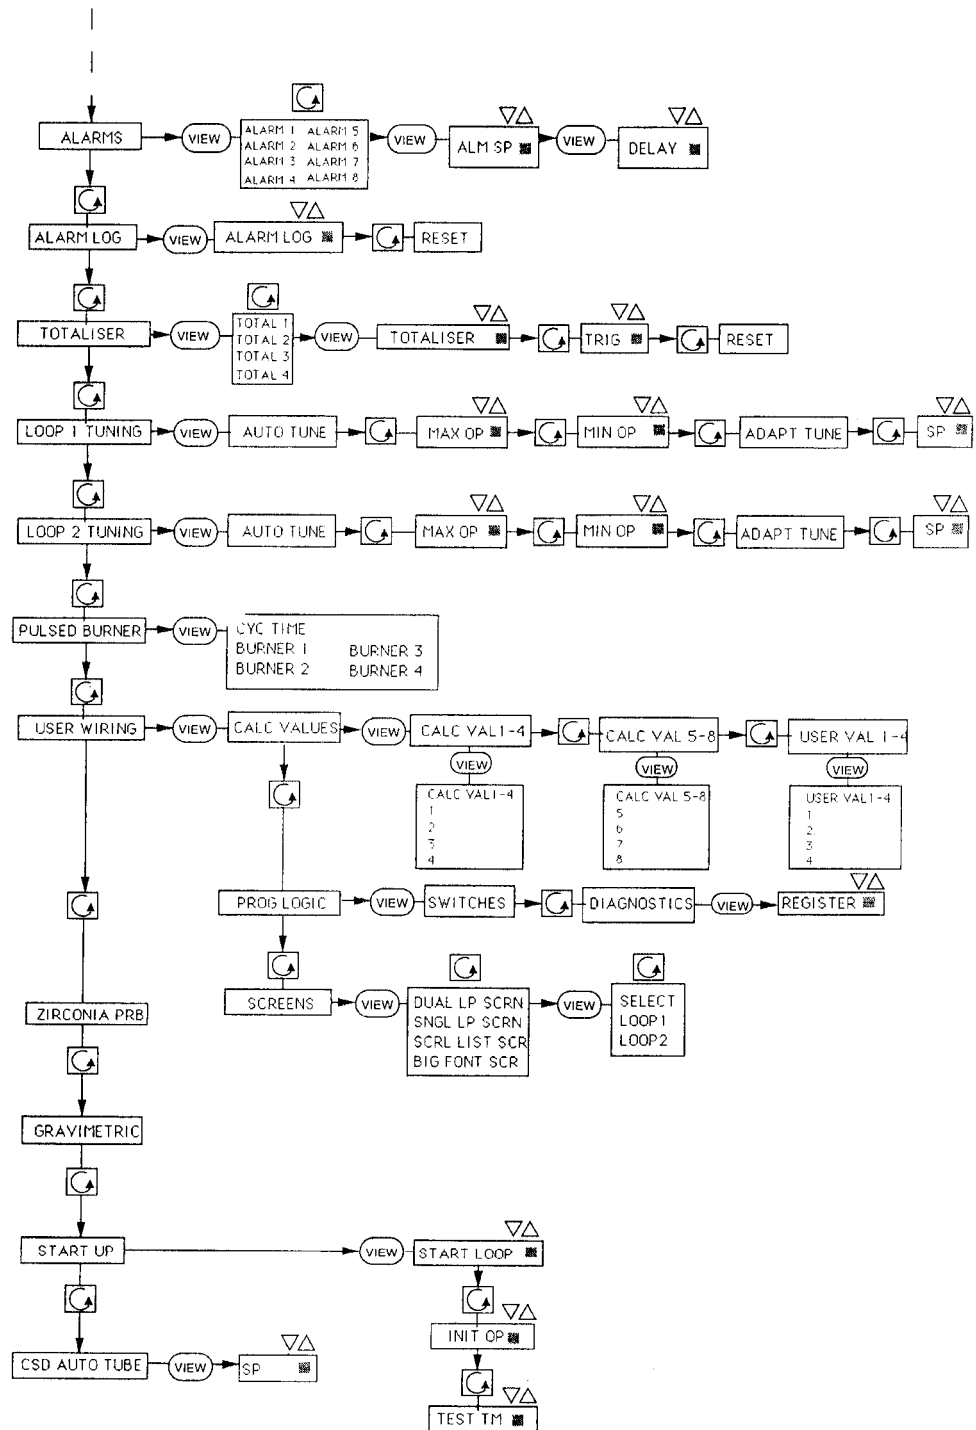 ALARMS
VIEW
ALARM 1 ALARM 5
ALARM 2 ALARM 6
ALARM 3 ALARM 7
ALARM 4 ALARM 8
VIEW
ALM SP
VIEW
DELAY
ALARM LOG
VIEW
ALARM LOG
RESET
TOTALISER
VIEW
TOTAL 1
TOTAL 2
TOTAL 3
TOTAL 4
VIEW
TOTALISER
TRIG
RESET
LOOP 1 TUNING
VIEW
AUTO TUNE
MAX OP
MIN OP
ADAPT TUNE
SP
LOOP 2 TUNING
VIEW
AUTO TUNE
MAX OP
MIN OP
ADAPT TUNE
SP
PULSED BURNER
VIEW
CYC TIME
BURNER 1 BURNER 3
BURNER 2 BURNER 4
USER WIRING
VIEW
CALC VALUES
VIEW
CALC VAL1-4
CALC VAL 5-8
USER VAL 1-4
VIEW
VIEW
VIEW
CALC VAL1-4
1
2
3
4
CALC VAL 5-8
5
6
7
8
USER VAL1-4
1
2
3
4
PROG LOGIC
VIEW
SWITCHES
DIAGNOSTICS
VIEW
REGISTER
SCREENS
VIEW
DUAL LP SCRN
SNGL LP SCRN
SCRL LIST SCR
BIG FONT SCR
VIEW
SELECT
LOOP1
LOOP2
ZIRCONIA PRB
GRAVIMETRIC
START UP
VIEW
START LOOP
INIT OP
CSD AUTO TUBE
VIEW
SP
TEST TM